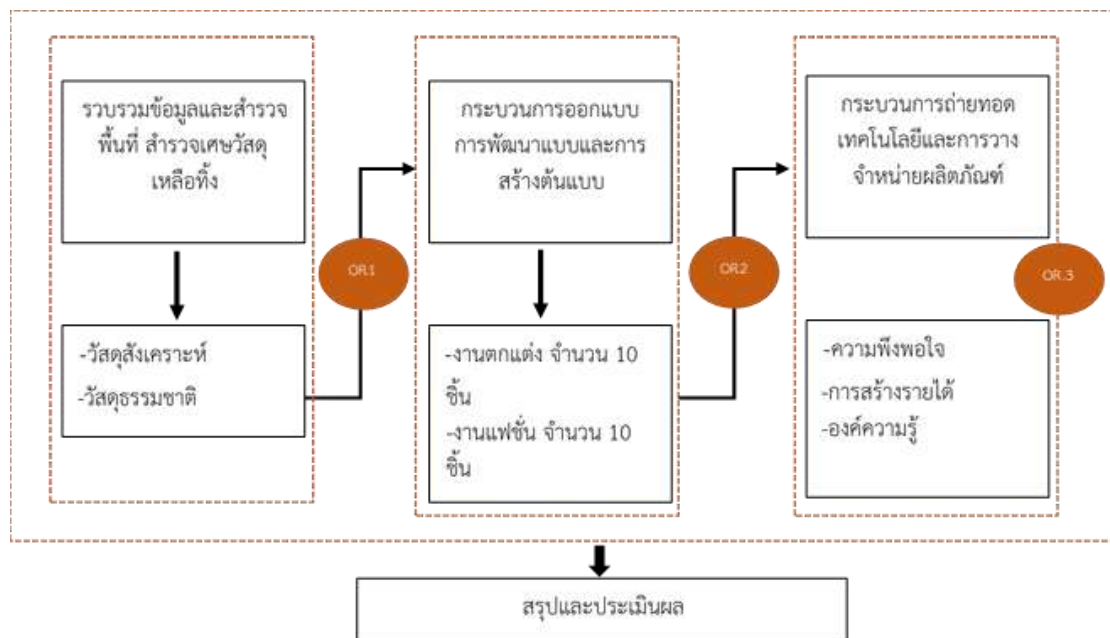 รวบรวมข้อมูลและสำรวจ
พื้นที่ สำรวจเศษวัสดุ
เหลือทิ้ง
-วัสดุสังเคราะห์
-วัสดุธรรมชาติ
OR.1
กระบวนการออกแบบ
การพัฒนาแบบและการ
สร้างต้นแบบ
-งานตกแต่ง จำนวน 10
ชิ้น
-งานแฟชั่น จำนวน 10
ชิ้น
OR.2
กระบวนการถ่ายทอด
เทคโนโลยีและการวาง
จำหน่ายผลิตภัณฑ์
-ความพึงพอใจ
-การสร้างรายได้
-องค์ความรู้
OR.3
สรุปและประเมินผล